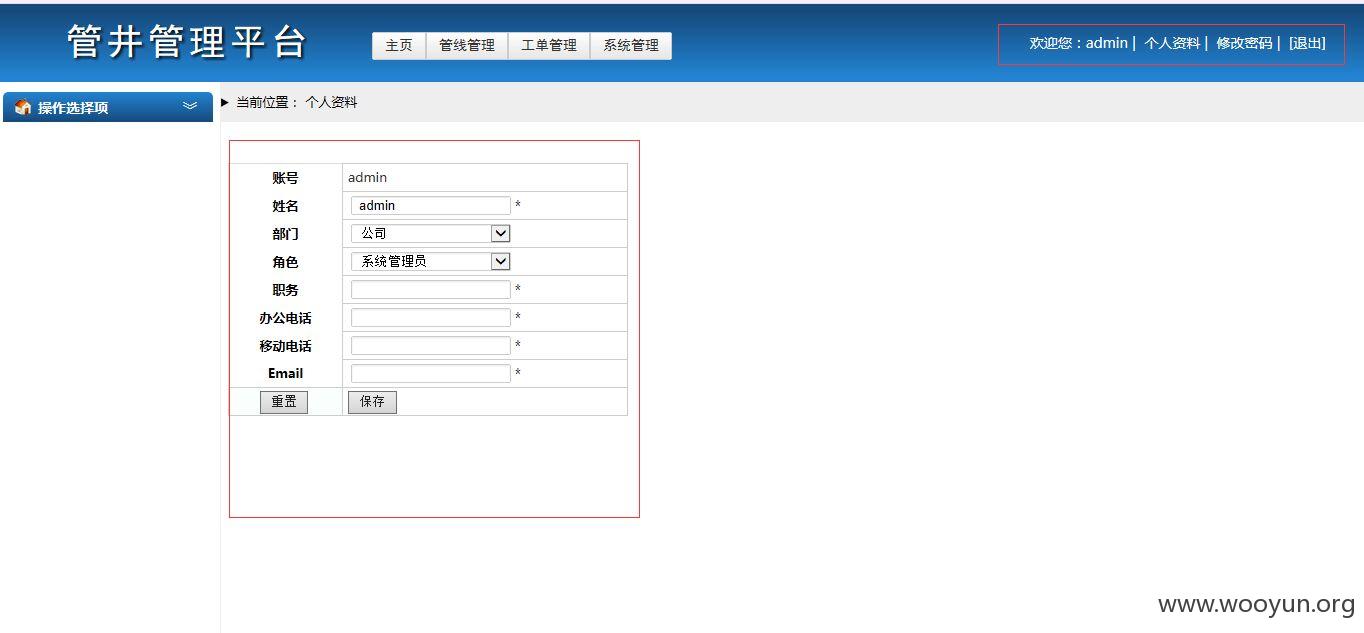 管井管理平台
主页 管线管理 工单管理 系统管理
欢迎您：admin | 个人资料 | 修改密码 | [退出]
操作选择项
当前位置： 个人资料
账号 admin
姓名 admin *
部门 公司
角色 系统管理员
职务 *
办公电话 *
移动电话 *
Email *
重置 保存
www.wooyun.org